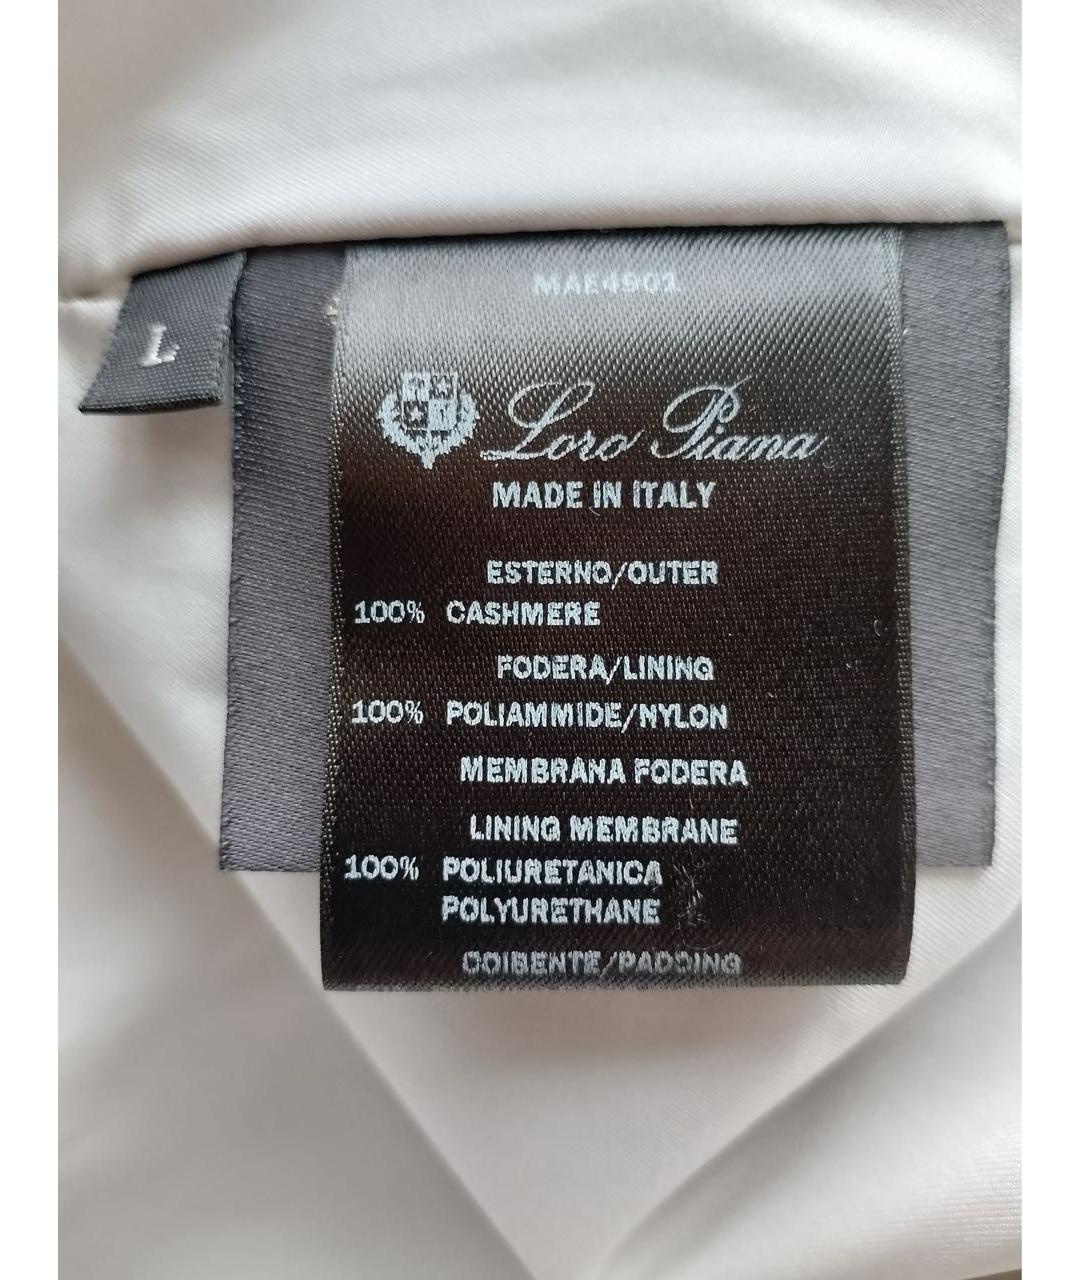 MAE4901
L
Loro Piana
MADE IN ITALY
ESTERNO/OUTER
100% CASHMERE
FODERA/LINING
100% POLIAMMIDE/NYLON
MEMBRANA FODERA
LINING MEMBRANE
100% POLIURETANICA
POLYURETHANE
COIBENTE/PADDING